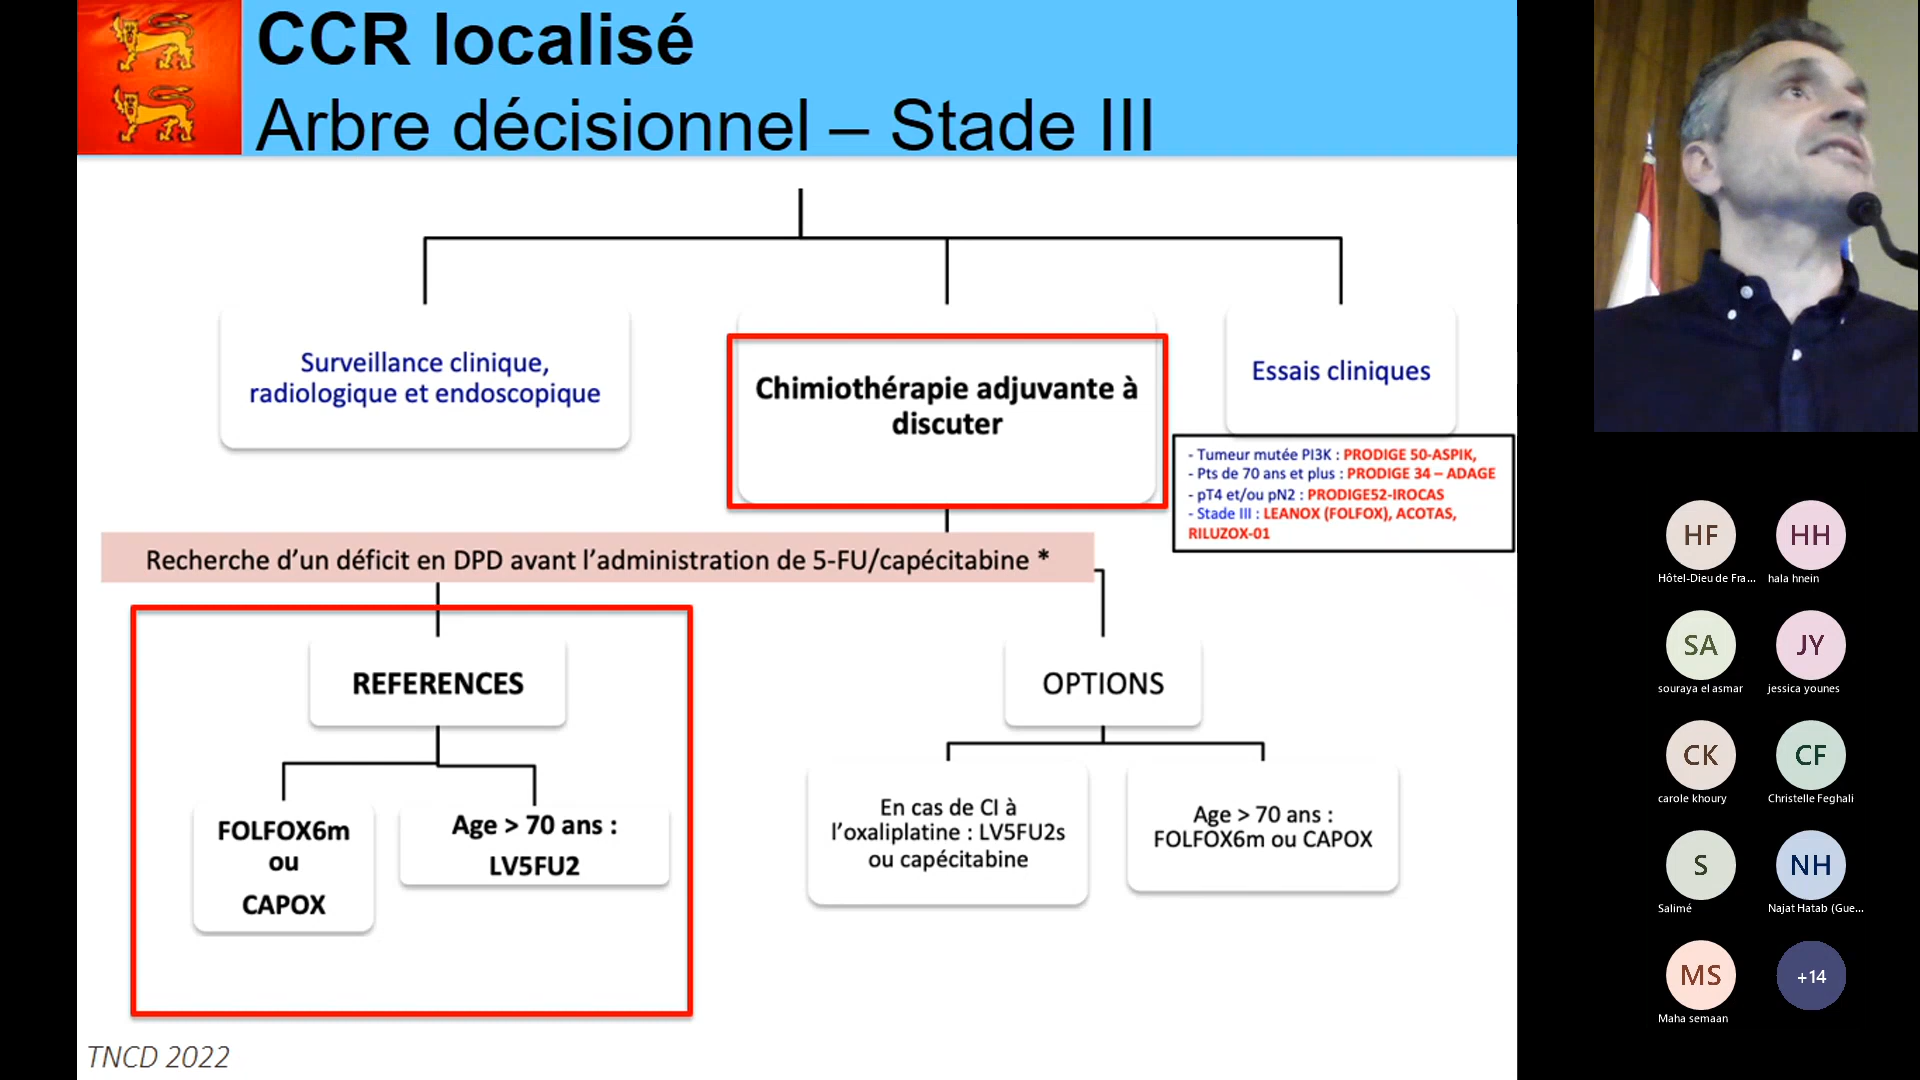 CCR localisé
Arbre décisionnel – Stade III
Surveillance clinique,
radiologique et endoscopique
Chimiothérapie adjuvante à
discuter
Essais cliniques
- Tumeur mutée PI3K : PRODIGE 50-ASPIK,
- Pts de 70 ans et plus : PRODIGE 34 – ADAGE
- pT4 et/ou pN2 : PRODIGE52-IROCAS
- Stade III : LEANOX (FOLFOX), ACOTAS,
RILUZOX-01
Recherche d’un déficit en DPD avant l’administration de 5-FU/capécitabine *
REFERENCES
FOLFOX6m
ou
CAPOX
Age > 70 ans :
LV5FU2
OPTIONS
En cas de CI à
l’oxaliplatine : LV5FU2s
ou capécitabine
Age > 70 ans :
FOLFOX6m ou CAPOX
TNCD 2022
HF
Hôtel-Dieu de Fra...
HH
hala hnein
SA
souraya el asmar
JY
jessica younes
CK
carole khoury
CF
Christelle Feghali
S
Salimé
NH
Najat Hatab (Gue...
MS
Maha semaan
+14